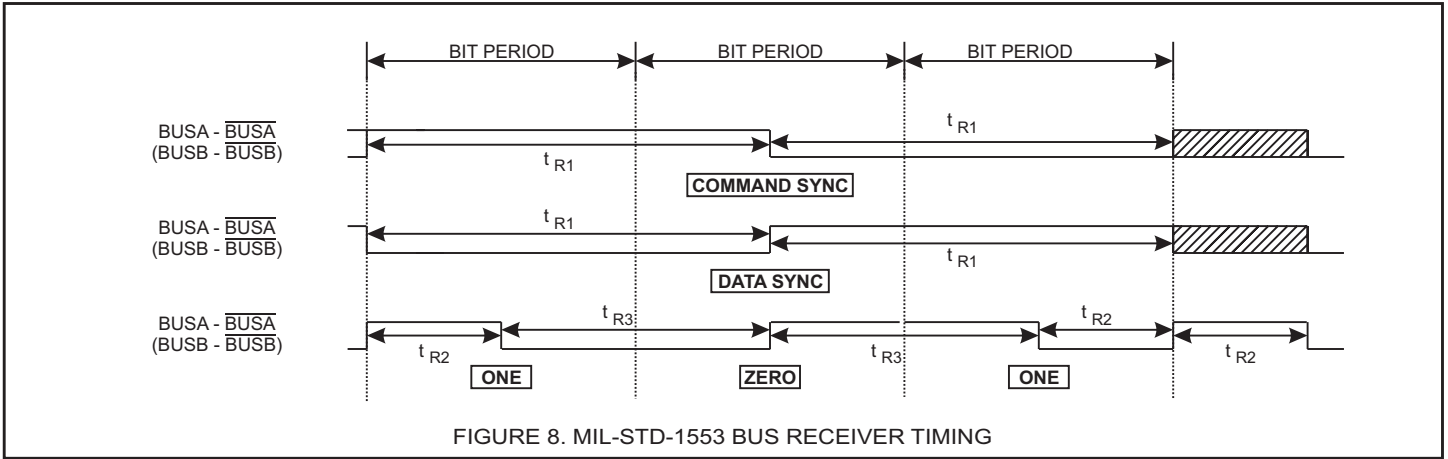 BIT PERIOD BIT PERIOD BIT PERIOD
BUSA - BUSA
(BUSB - BUSB)
t R1
t R1
COMMAND SYNC
BUSA - BUSA
(BUSB - BUSB)
t R1
t R1
DATA SYNC
BUSA - BUSA
(BUSB - BUSB)
t R3 t R2
t R2 t R3 t R2
ONE ZERO ONE
FIGURE 8. MIL-STD-1553 BUS RECEIVER TIMING